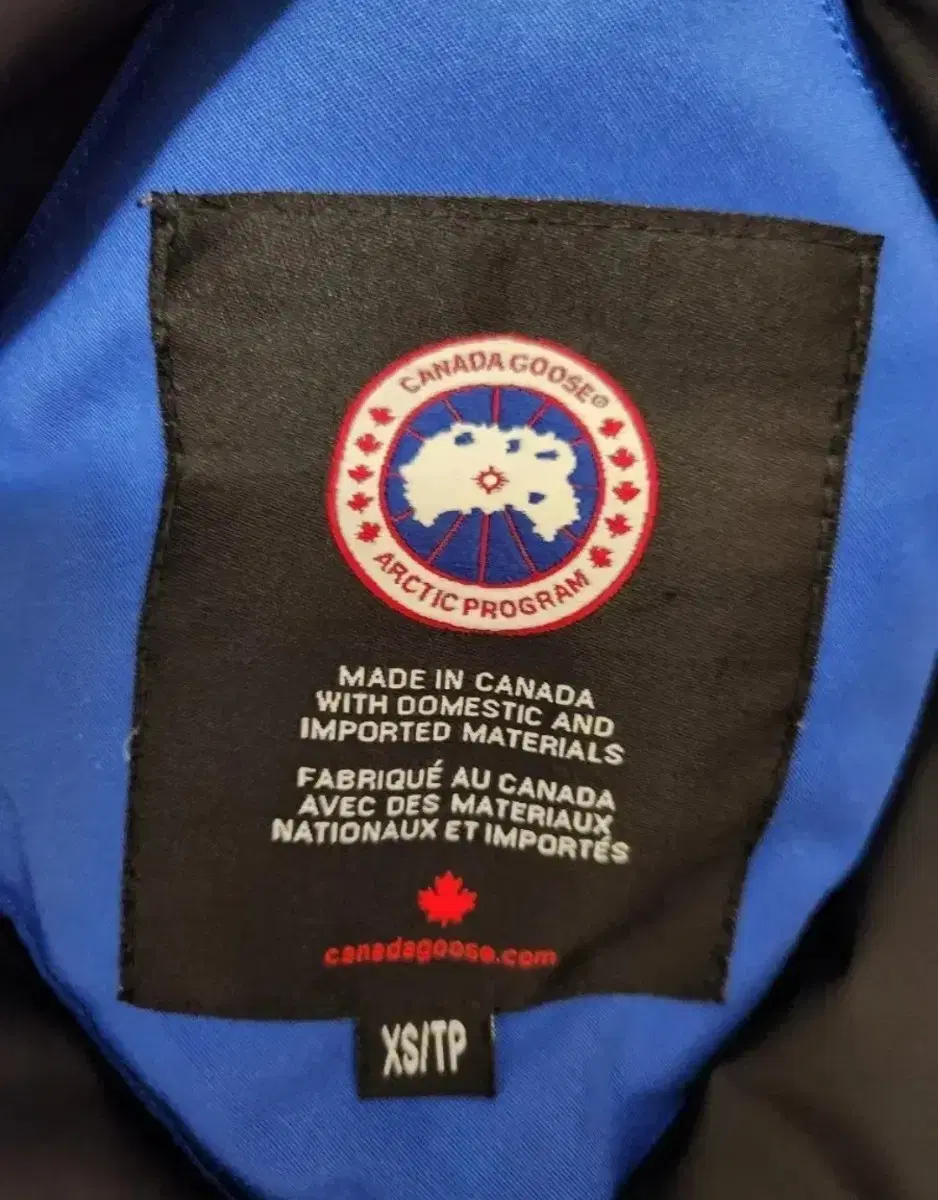 CANADA GOOSE®
ARCTIC PROGRAM
MADE IN CANADA
WITH DOMESTIC AND
IMPORTED MATERIALS
FABRIQUÉ AU CANADA
AVEC DES MATERIAUX
NATIONAUX ET IMPORTÉS
canadagoose.com
XS/TP